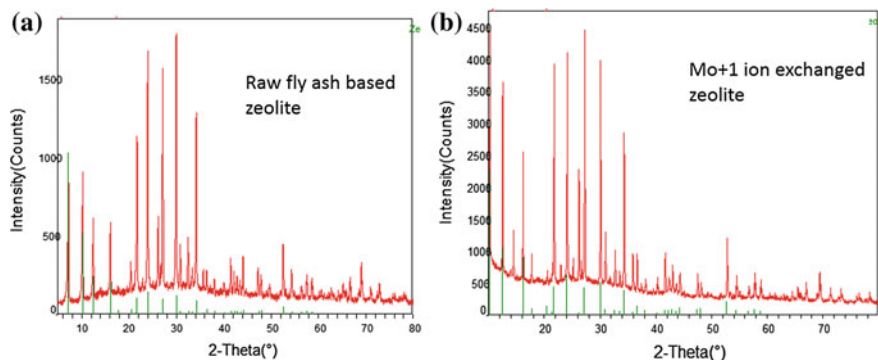 (a)
Ze
1500
1000
500
0
Intensity(Counts)
Raw fly ash based
zeolite
10 20 30 40 50 60 70 80
2-Theta(°)
(b)
4500
4000
3500
3000
2500
2000
1500
1000
500
0
Intensity(Counts)
Mo+1 ion exchanged
zeolite
20 30 40 50 60 70
2-Theta(°)